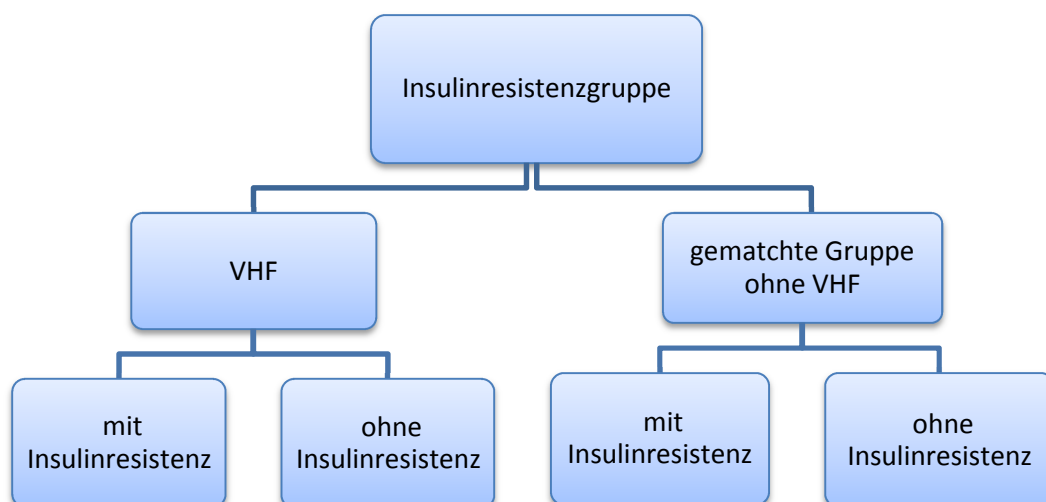 Insulinresistenzgruppe
VHF
gematchte Gruppe
ohne VHF
mit
Insulinresistenz
ohne
Insulinresistenz
mit
Insulinresistenz
ohne
Insulinresistenz